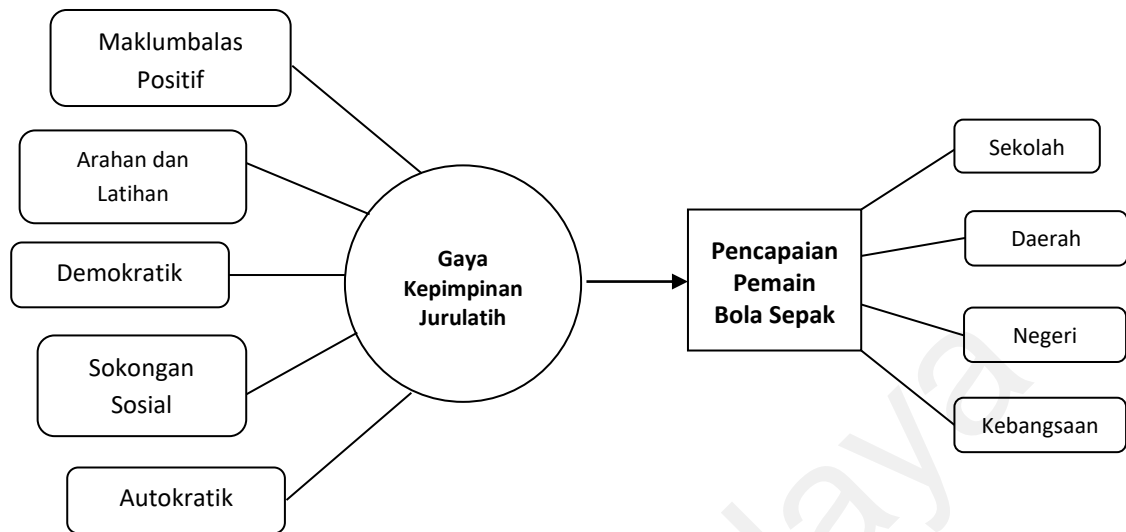 Maklumbalas
Positif
Arahan dan
Latihan
Demokratik
Sokongan
Sosial
Autokratik
Gaya
Kepimpinan
Jurulatih
Pencapaian
Pemain
Bola Sepak
Sekolah
Daerah
Negeri
Kebangsaan